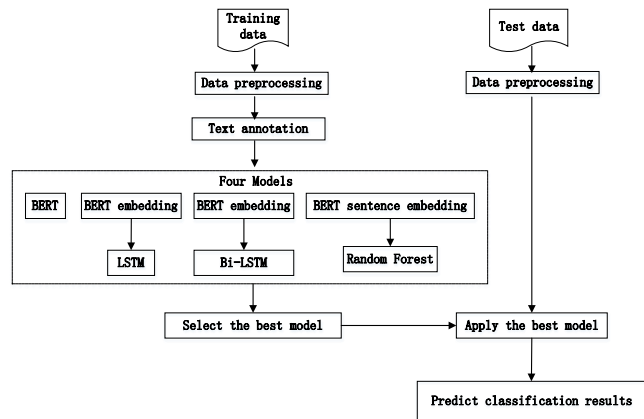 Training
data
Test data
Data preprocessing
Data preprocessing
Text annotation
Four Models
BERT
BERT embedding
BERT embedding
BERT sentence embedding
LSTM
Bi-LSTM
Random Forest
Select the best model
Apply the best model
Predict classification results